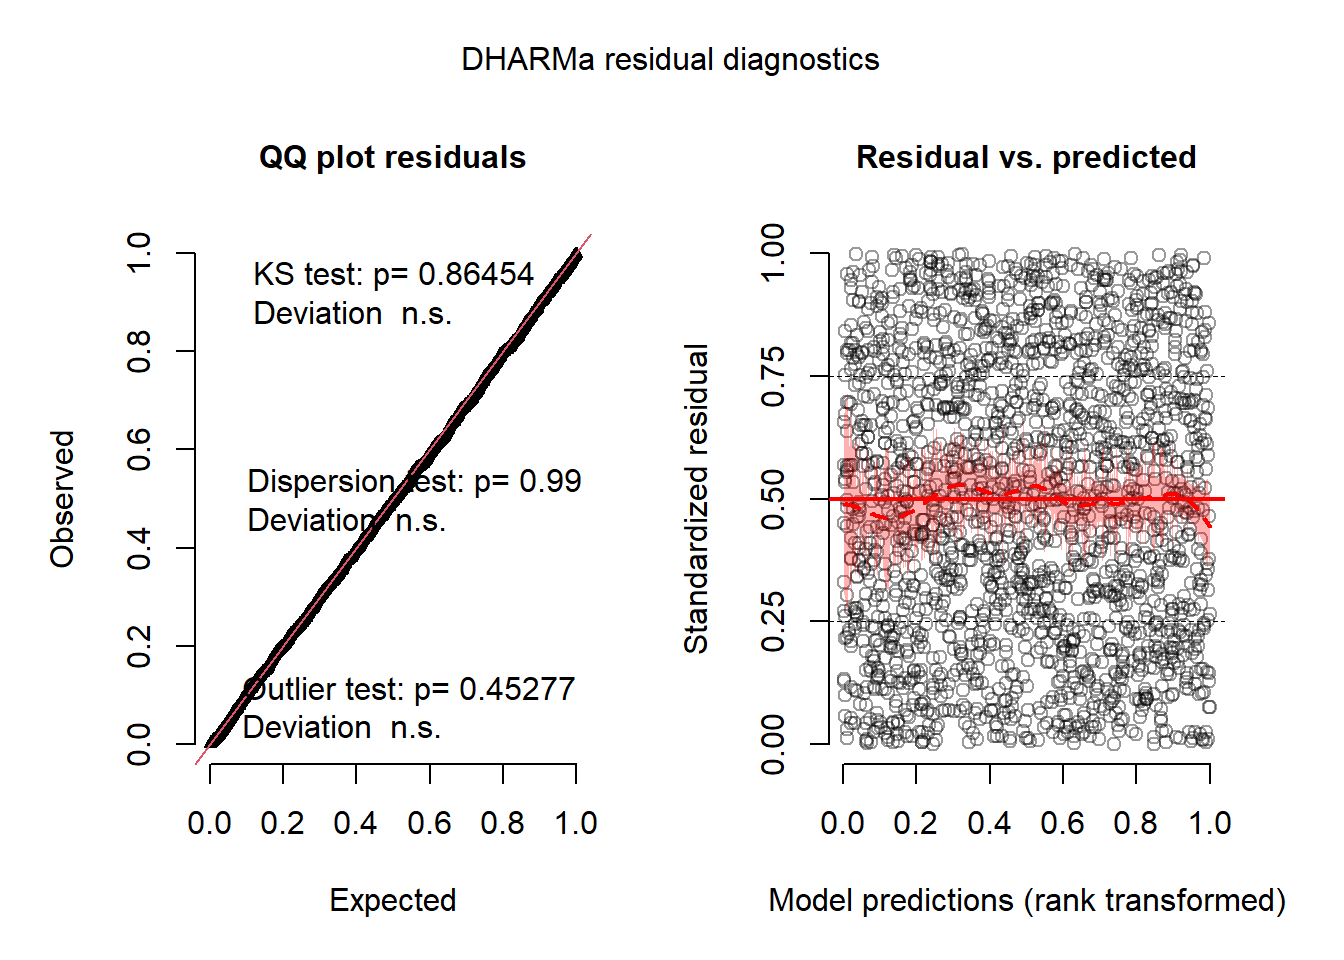 DHARMa residual diagnostics
QQ plot residuals
Observed
0.0 0.2 0.4 0.6 0.8 1.0
KS test: p= 0.86454
Deviation  n.s.
Dispersion test: p= 0.99
Deviation  n.s.
Outlier test: p= 0.45277
Deviation  n.s.
0.0 0.2 0.4 0.6 0.8 1.0
Expected
Residual vs. predicted
Standardized residual
0.00 0.25 0.50 0.75 1.00
0.0 0.2 0.4 0.6 0.8 1.0
Model predictions (rank transformed)